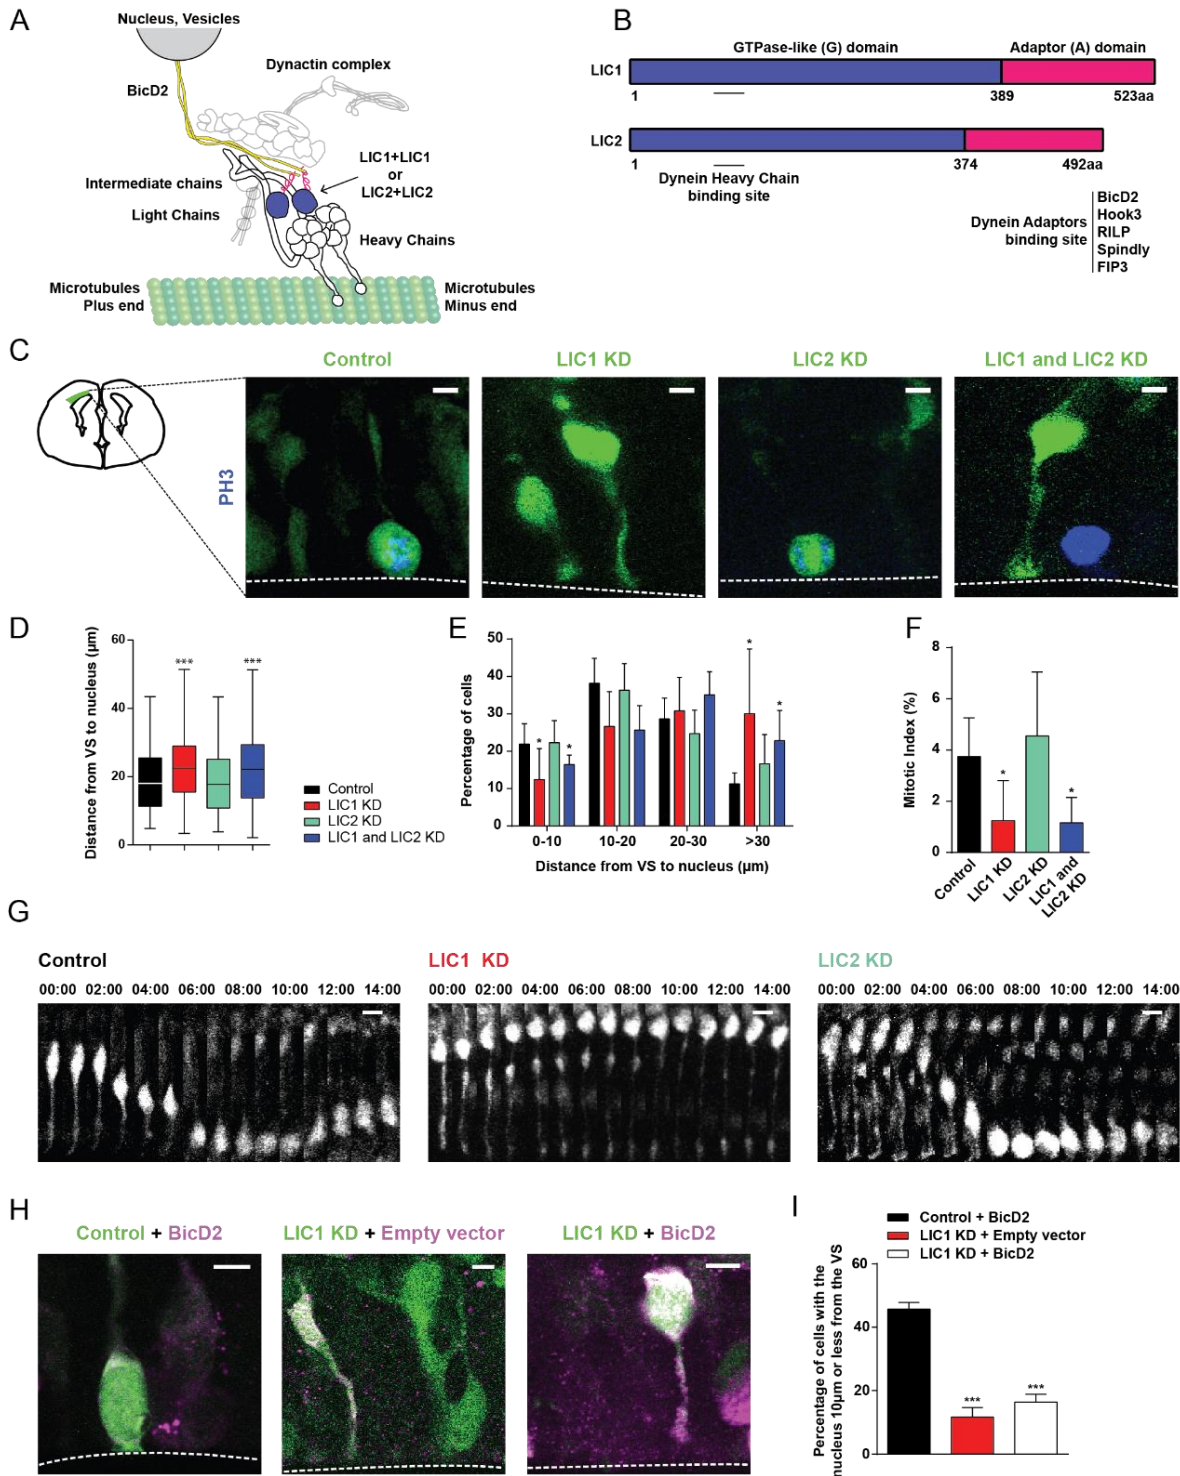 A
Nucleus, Vesicles
Dynactin complex
BicD2
LIC1+LIC1
or
LIC2+LIC2
Intermediate chains
Light Chains
Heavy Chains
Microtubules
Plus end
Microtubules
Minus end
B
GTPase-like (G) domain
Adaptor (A) domain
LIC1
1
389
523aa
LIC2
1
374
492aa
Dynein Heavy Chain
binding site
Dynein Adaptors
binding site
BicD2
Hook3
RILP
Spindly
FIP3
C
Control
LIC1 KD
LIC2 KD
LIC1 and LIC2 KD
PH3
D
Distance from VS to nucleus (µm)
60
40
20
0
***
***
Control
LIC1 KD
LIC2 KD
LIC1 and LIC2 KD
E
Percentage of cells
50
40
30
20
10
0
*
*
*
*
0-10
10-20
20-30
>30
Distance from VS to nucleus (µm)
F
Mitotic Index (%)
8
6
4
2
0
*
*
Control
LIC1 KD
LIC2 KD
LIC1 and
LIC2 KD
G
Control
00:00 02:00 04:00 06:00 08:00 10:00 12:00 14:00
LIC1 KD
00:00 02:00 04:00 06:00 08:00 10:00 12:00 14:00
LIC2 KD
00:00 02:00 04:00 06:00 08:00 10:00 12:00 14:00
H
Control + BicD2
LIC1 KD + Empty vector
LIC1 KD + BicD2
I
Control + BicD2
LIC1 KD + Empty vector
LIC1 KD + BicD2
Percentage of cells with the
nucleus 10µm or less from the VS
60
40
20
0
***
***